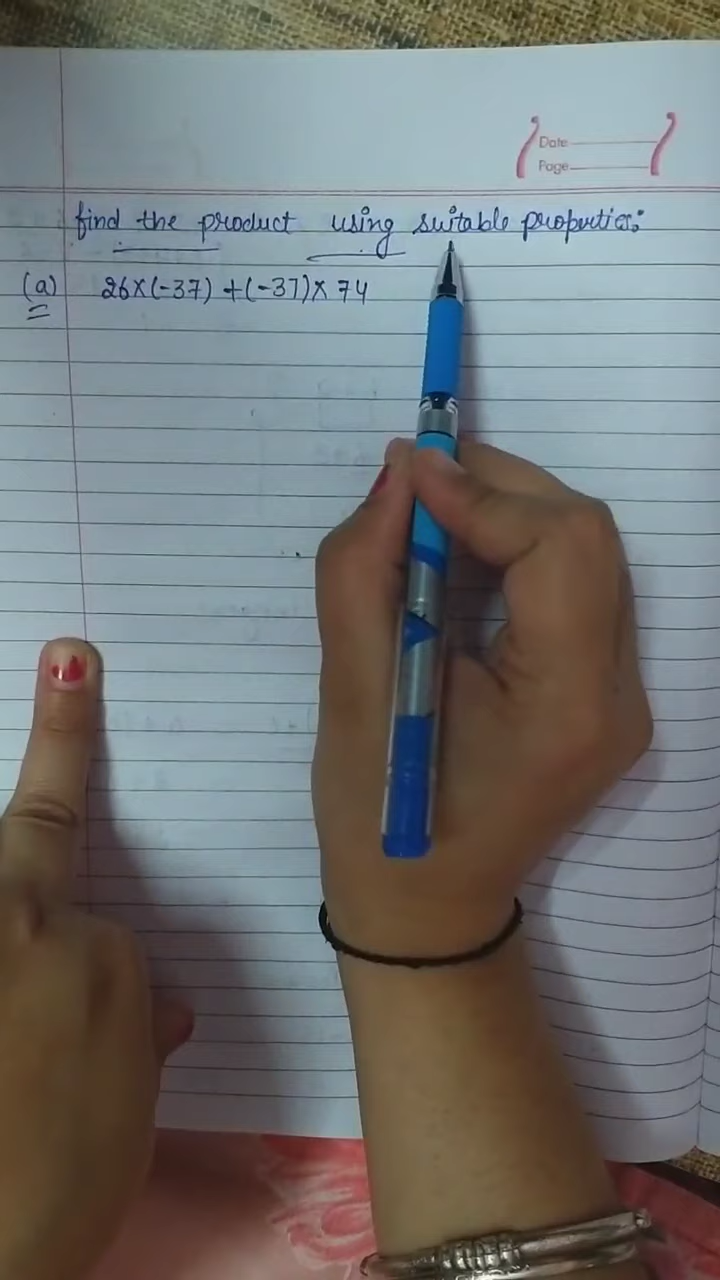 Date
Page
find the product using suitable properties:
(a) 26×(-37) +(-37)× 74